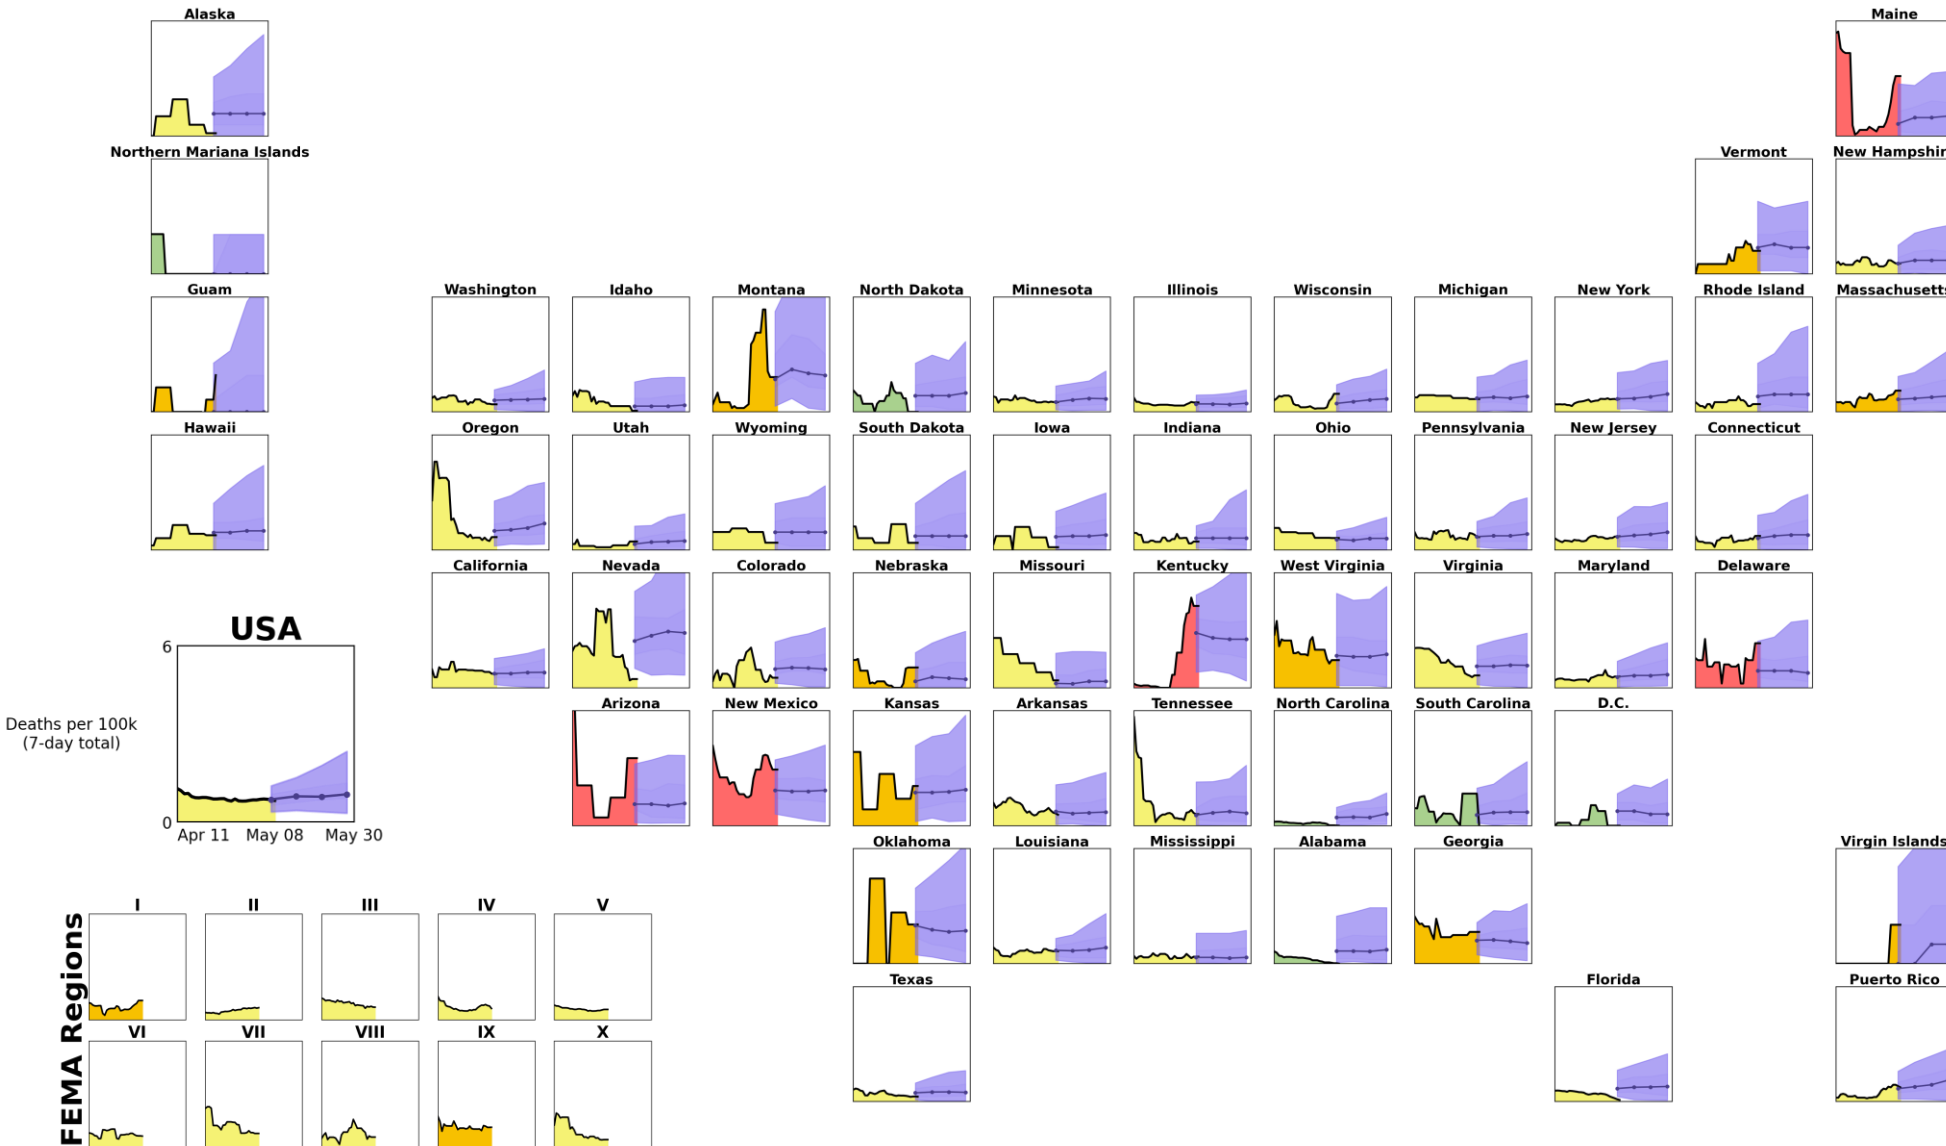 Alaska
Maine
Northern Mariana Islands
Vermont
New Hampshir
Guam
Washington
Idaho
Montana
North Dakota
Minnesota
Illinois
Wisconsin
Michigan
New York
Rhode Island
Massachusetts
Hawaii
Oregon
Utah
Wyoming
South Dakota
Iowa
Indiana
Ohio
Pennsylvania
New Jersey
Connecticut
California
Nevada
Colorado
Nebraska
Missouri
Kentucky
West Virginia
Virginia
Maryland
Delaware
USA
6
Deaths per 100k
(7-day total)
0
Apr 11
May 08
May 30
Arizona
New Mexico
Kansas
Arkansas
Tennessee
North Carolina
South Carolina
D.C.
Oklahoma
Louisiana
Mississippi
Alabama
Georgia
Virgin Islands
Texas
Florida
Puerto Rico
FEMA Regions
I
II
III
IV
V
VI
VII
VIII
IX
X